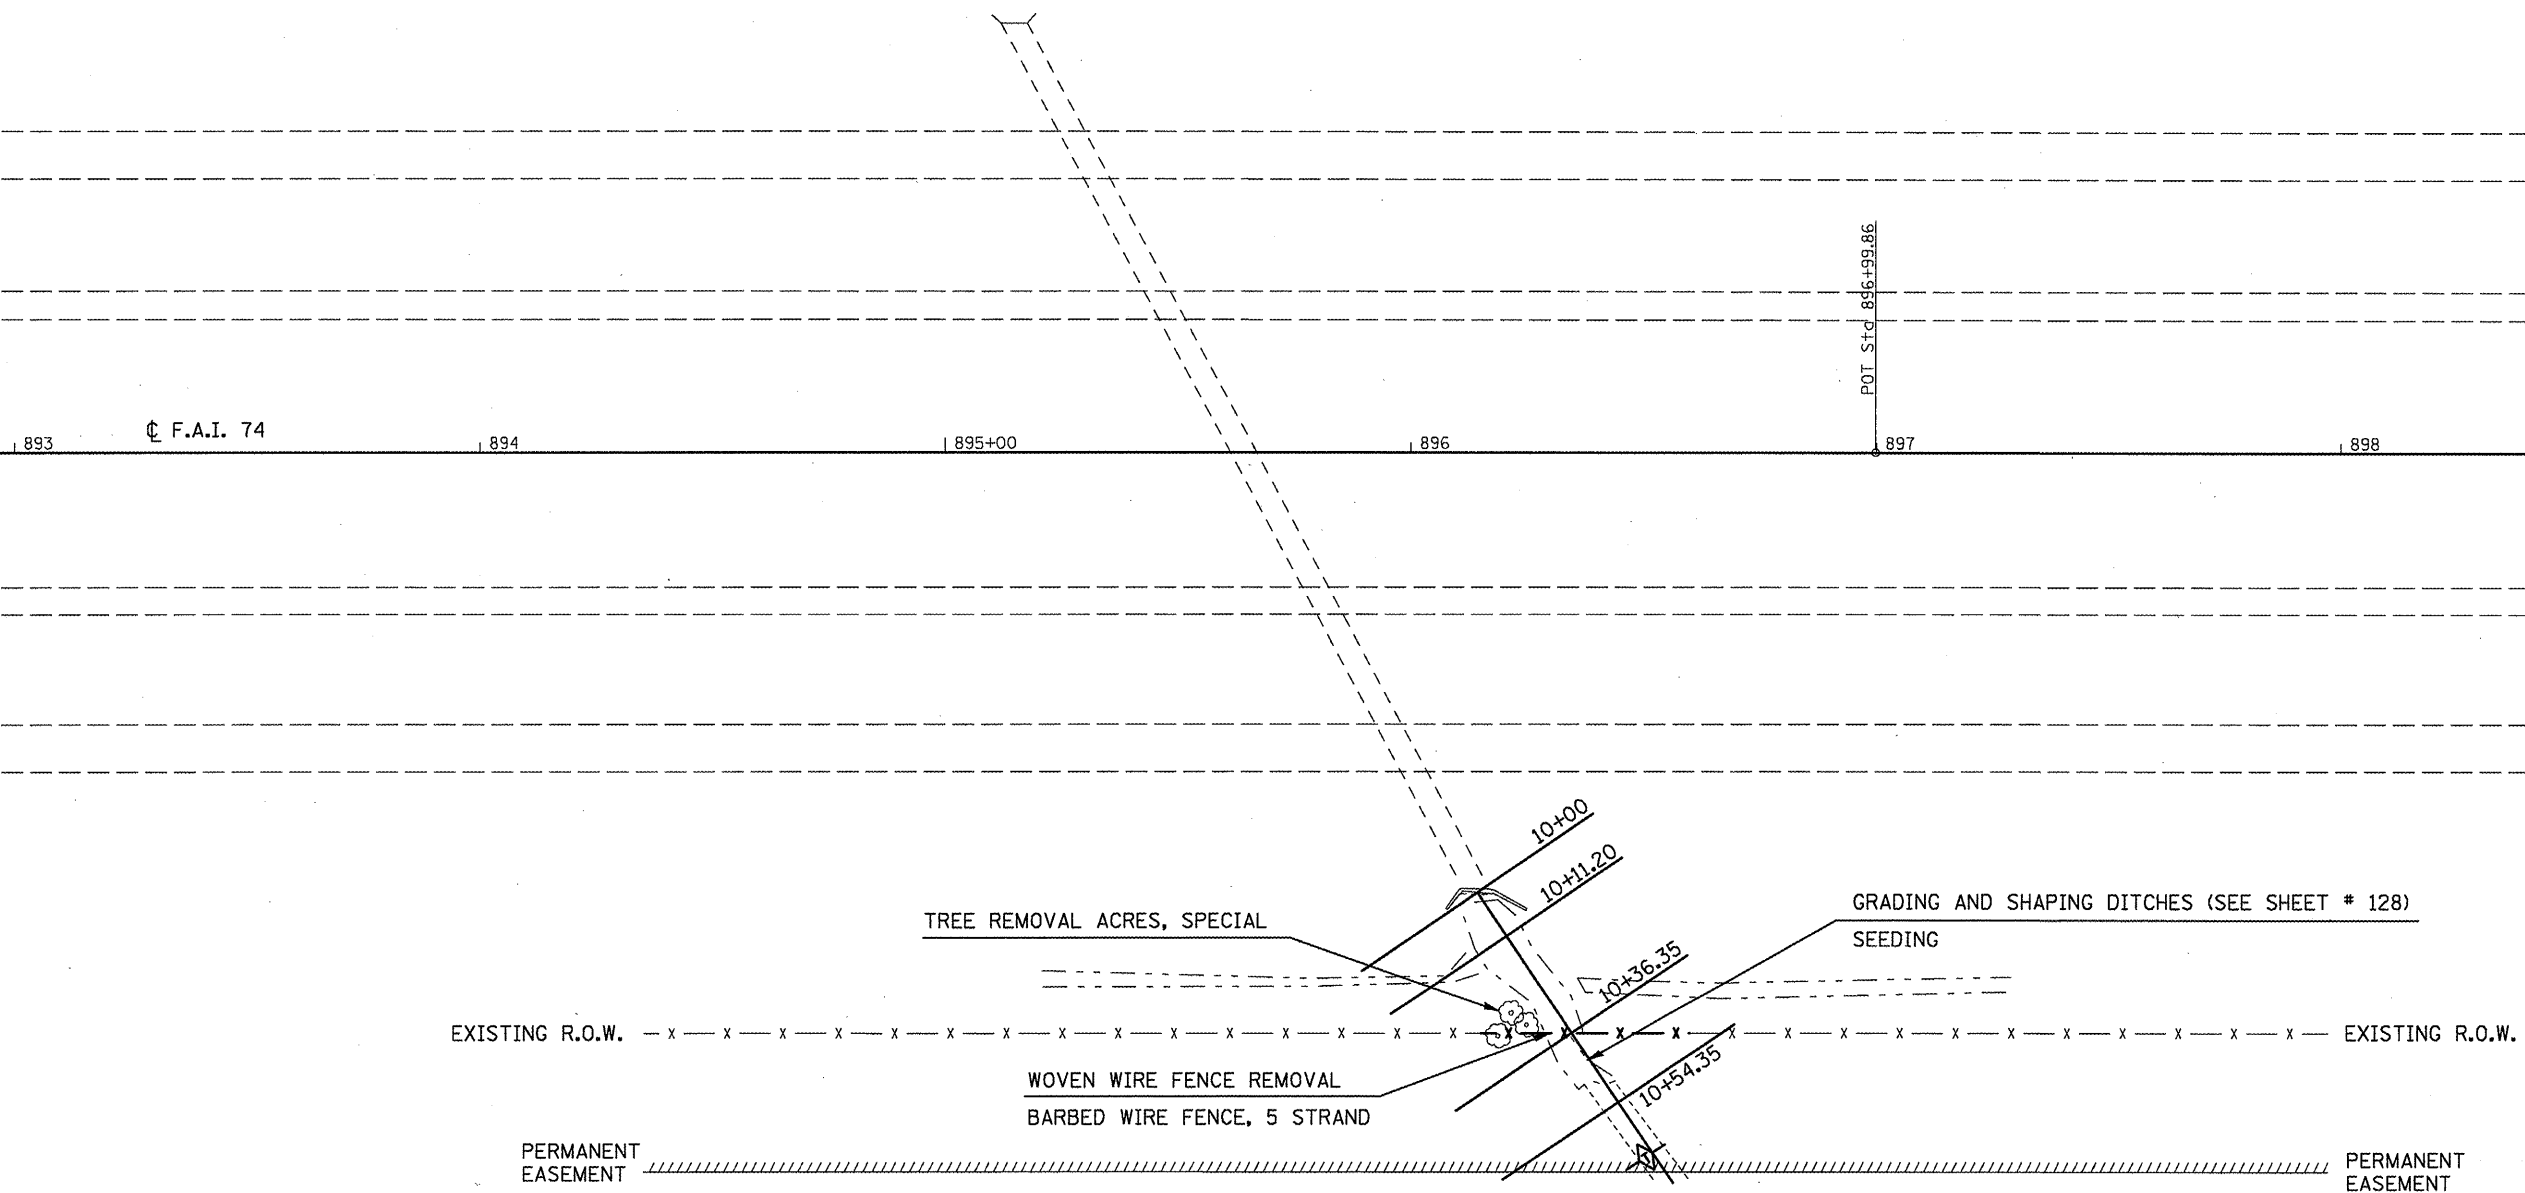 POT Sta 896+99.86
℄ F.A.I. 74
893
894
895+00
896
897
898
10+00
10+11.20
TREE REMOVAL ACRES, SPECIAL
GRADING AND SHAPING DITCHES (SEE SHEET # 128)
SEEDING
10+36.35
EXISTING R.O.W.
EXISTING R.O.W.
10+54.35
WOVEN WIRE FENCE REMOVAL
BARBED WIRE FENCE, 5 STRAND
PERMANENT
EASEMENT
PERMANENT
EASEMENT